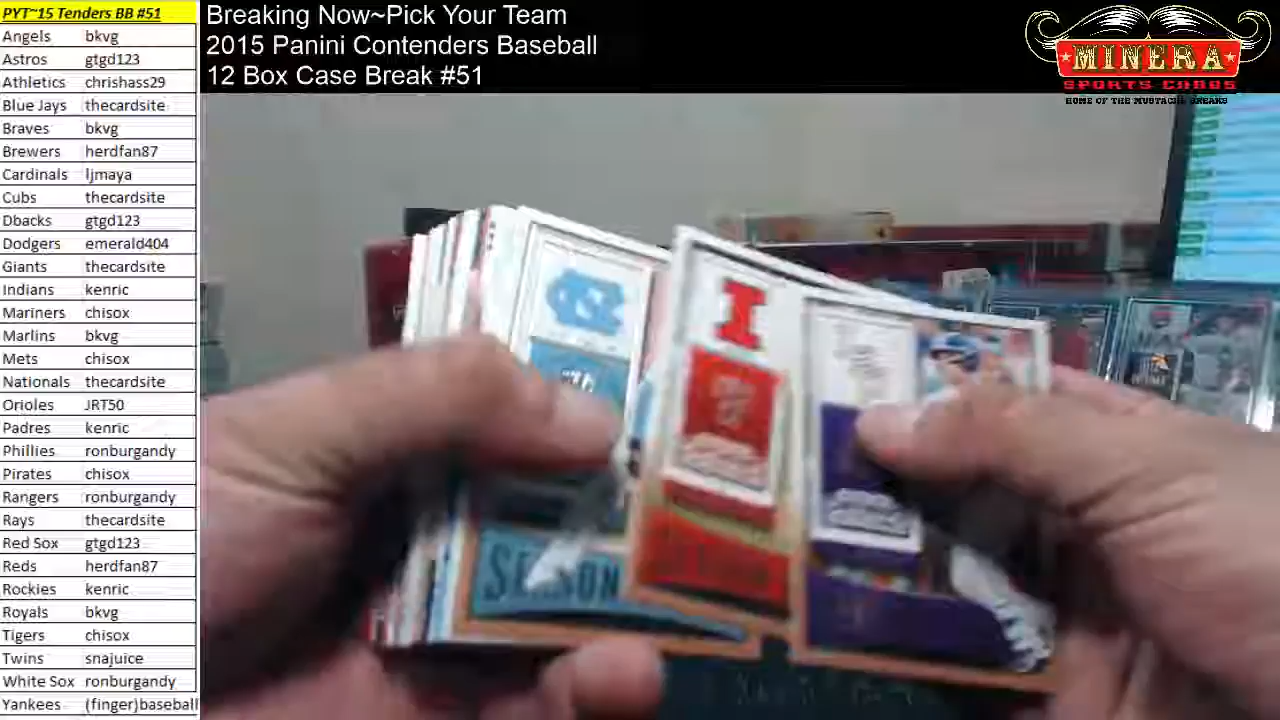 PYT~15 Tenders BB #51
Angels bkvg
Astros gtgd123
Athletics chrishass29
Blue Jays thecardsite
Braves bkvg
Brewers herdfan87
Cardinals ljmaya
Cubs thecardsite
Dbacks gtgd123
Dodgers emerald404
Giants thecardsite
Indians kenric
Mariners chisox
Marlins bkvg
Mets chisox
Nationals thecardsite
Orioles JRT50
Padres kenric
Phillies ronburgandy
Pirates chisox
Rangers ronburgandy
Rays thecardsite
Red Sox gtgd123
Reds herdfan87
Rockies kenric
Royals bkvg
Tigers chisox
Twins snajuice
White Sox ronburgandy
Yankees (finger)baseball
Breaking Now~Pick Your Team
2015 Panini Contenders Baseball
12 Box Case Break #51
MINERA
SPORTS CARDS
HOME OF THE MUSTACHE BREAKS
NC
I
SEASON